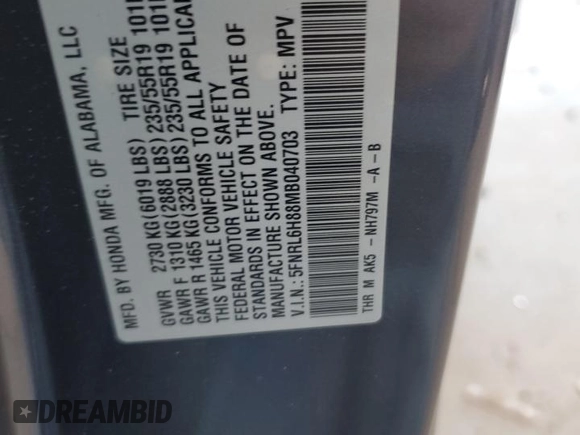 MFD. BY HONDA MFG. OF ALABAMA, LLC
TIRE SIZE
GVWR 2730 KG(6019 LBS)
GAWR F 1310 KG(2888 LBS) 235/55R19 101
GAWR R 1465 KG(3230 LBS) 235/55R19 101
THIS VEHICLE CONFORMS TO ALL
FEDERAL MOTOR VEHICLE SAFETY
STANDARDS IN EFFECT ON THE DATE OF
MANUFACTURE SHOWN ABOVE.
V.I.N.: 5FNRL6H88MB040703 TYPE: MPV
THR M AK5 - NH797M -A -B
DREAMBID